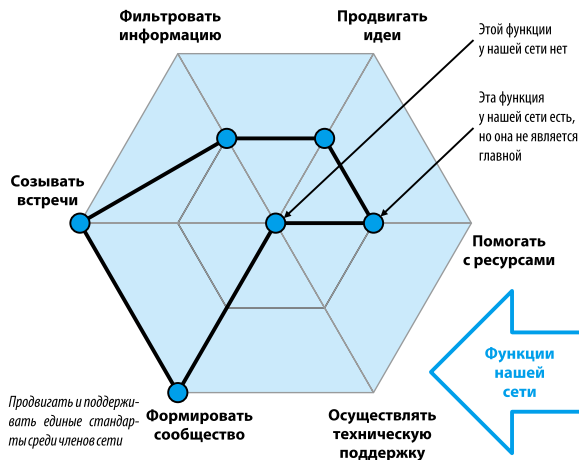 Фильтровать
информацию
Продвигать
идеи
Этой функции
у нашей сети нет
Эта функция
у нашей сети есть,
но она не является
главной
Созывать
встречи
Помогать
с ресурсами
Функции
нашей
сети
Продвигать и поддержи-
вать единые стандар-
ты среди членов сети
Формировать
сообщество
Осуществлять
техническую
поддержку